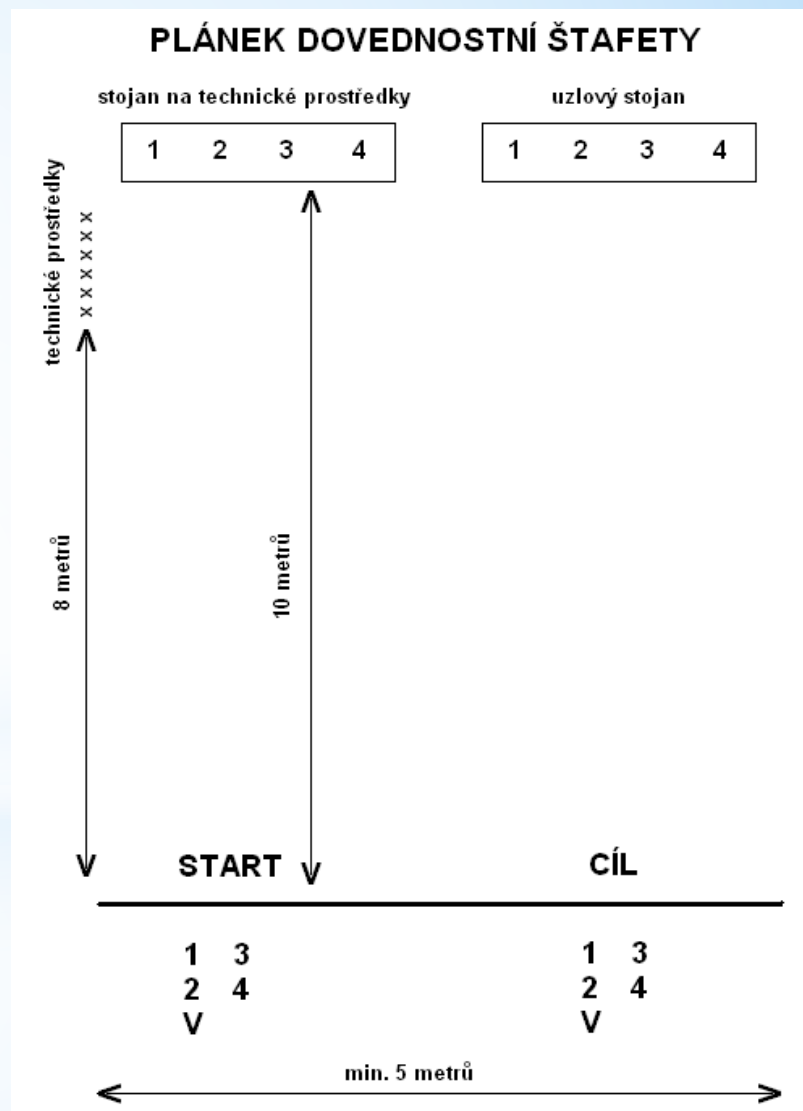 PLÁNEK DOVEDNOSTNÍ ŠTAFETY
stojan na technické prostředky
uzlový stojan
1 2 3 4
1 2 3 4
technické prostředky
x x x x x x x
8 metrů
10 metrů
START
CÍL
1 3
2 4
V
1 3
2 4
V
min. 5 metrů